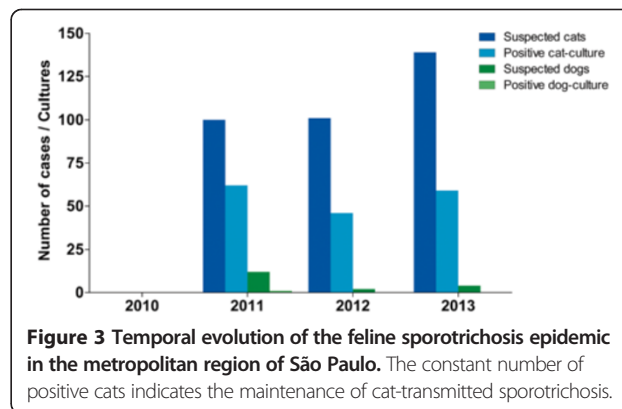 150
125
100
75
50
25
0
Number of cases / Cultures
Suspected cats
Positive cat-culture
Suspected dogs
Positive dog-culture
2010 2011 2012 2013
Figure 3 Temporal evolution of the feline sporotrichosis epidemic
in the metropolitan region of São Paulo. The constant number of
positive cats indicates the maintenance of cat-transmitted sporotrichosis.